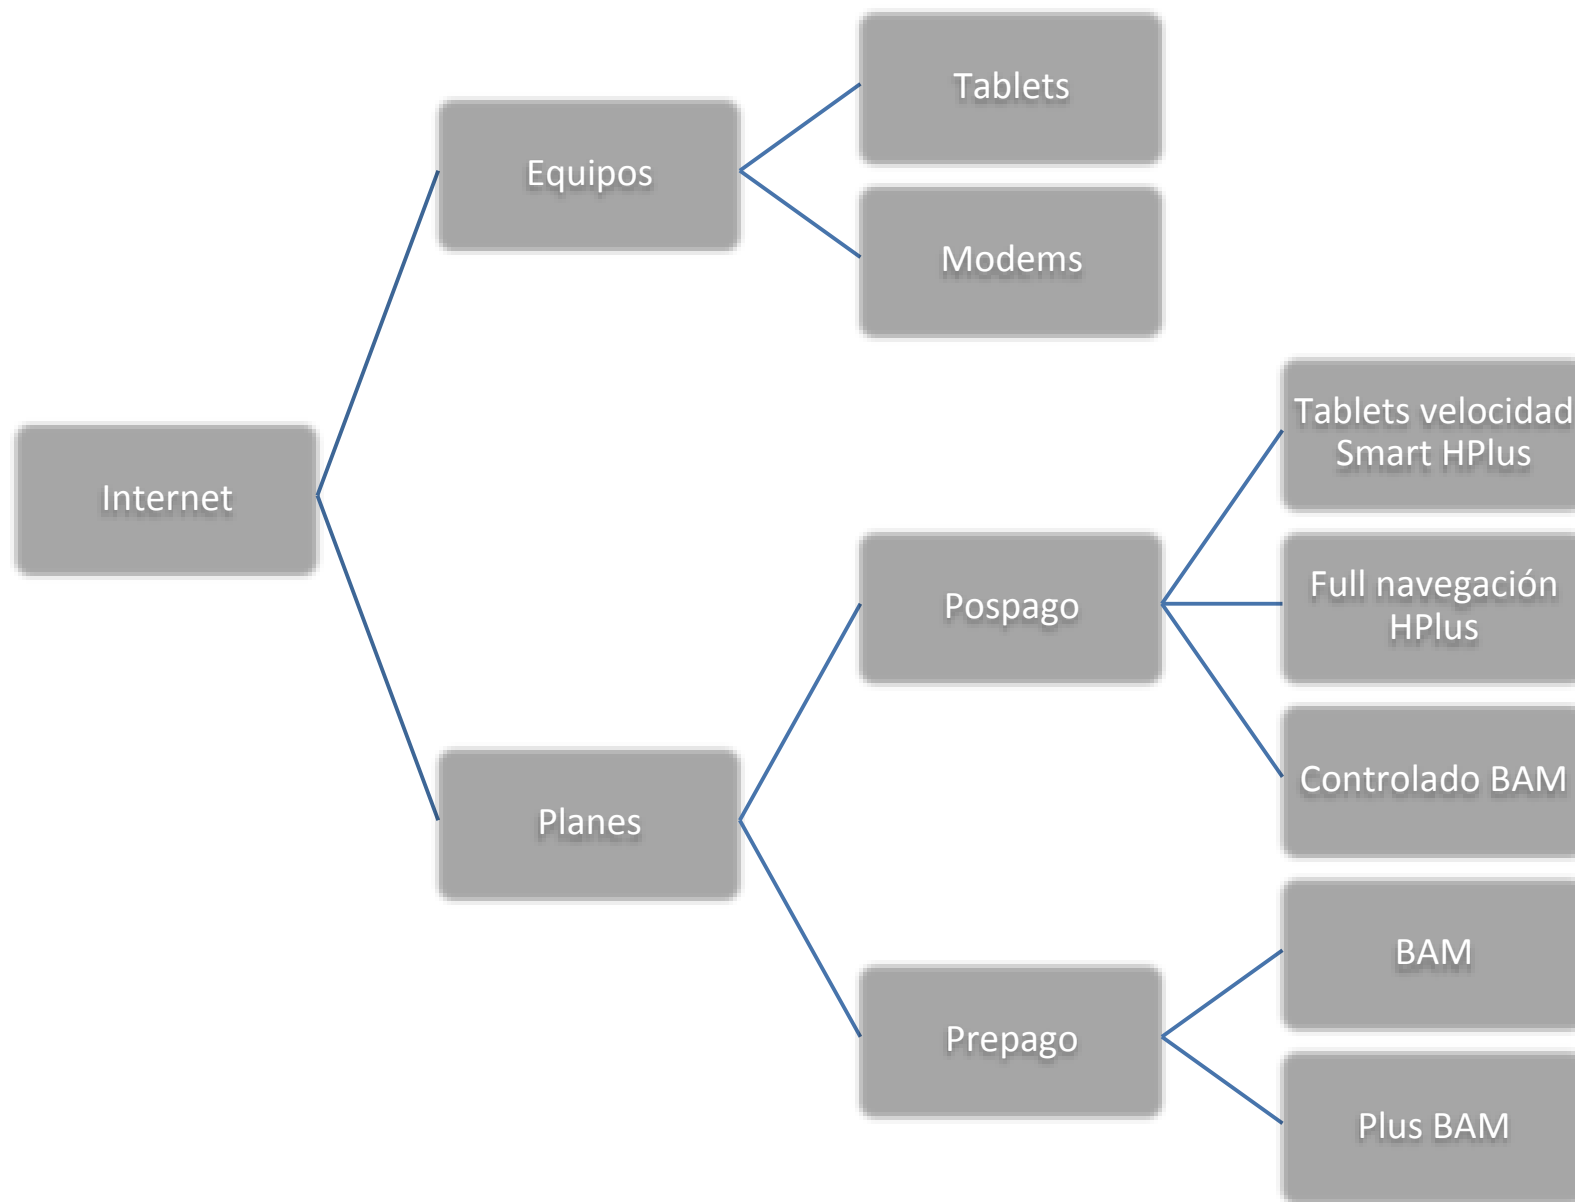 Internet
Equipos
Tablets
Modems
Planes
Pospago
Tablets velocidad
Smart HPlus
Full navegación
HPlus
Controlado BAM
Prepago
BAM
Plus BAM